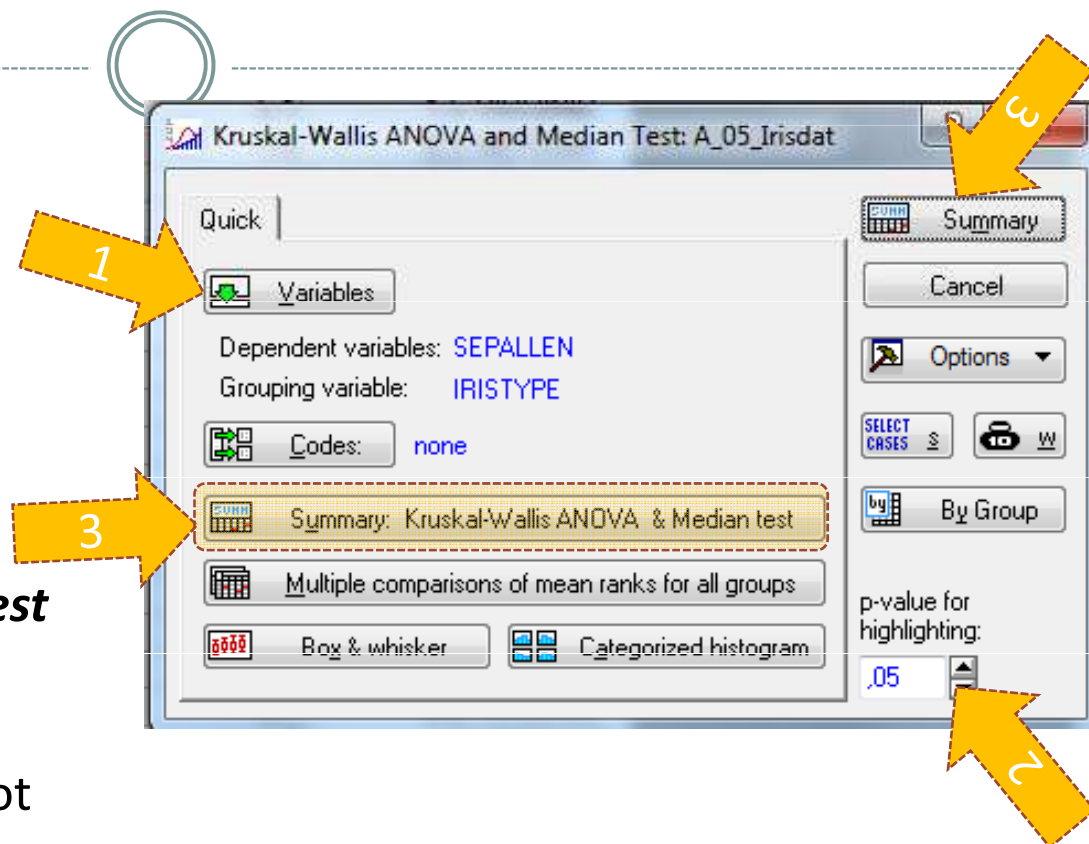 Kruskal-Wallis ANOVA and Median Test: A_05_Irisdat
3
Quick
Summary
1
Variables
Cancel
Dependent variables: SEPALLEN
Options
Grouping variable: IRISTYPE
SELECT CASES S
W
Codes: none
By Group
3
Summary: Kruskal-Wallis ANOVA & Median test
Multiple comparisons of mean ranks for all groups
est
p-value for
highlighting:
Box & whisker
Categorized histogram
,05
2
ot